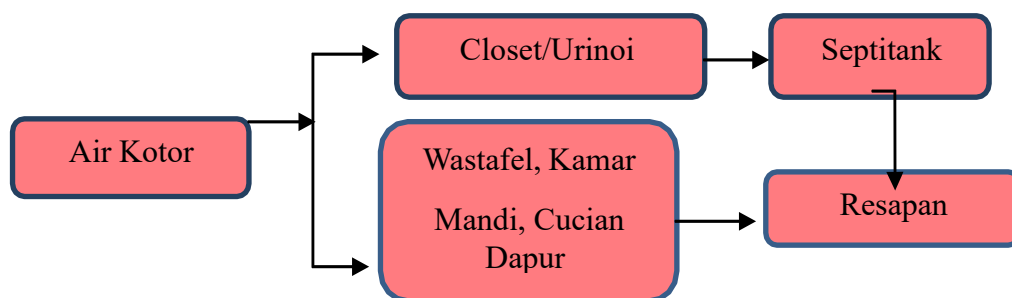 Air Kotor
Closet/Urinoi
Septitank
Wastafel, Kamar
Mandi, Cucian
Dapur
Resapan